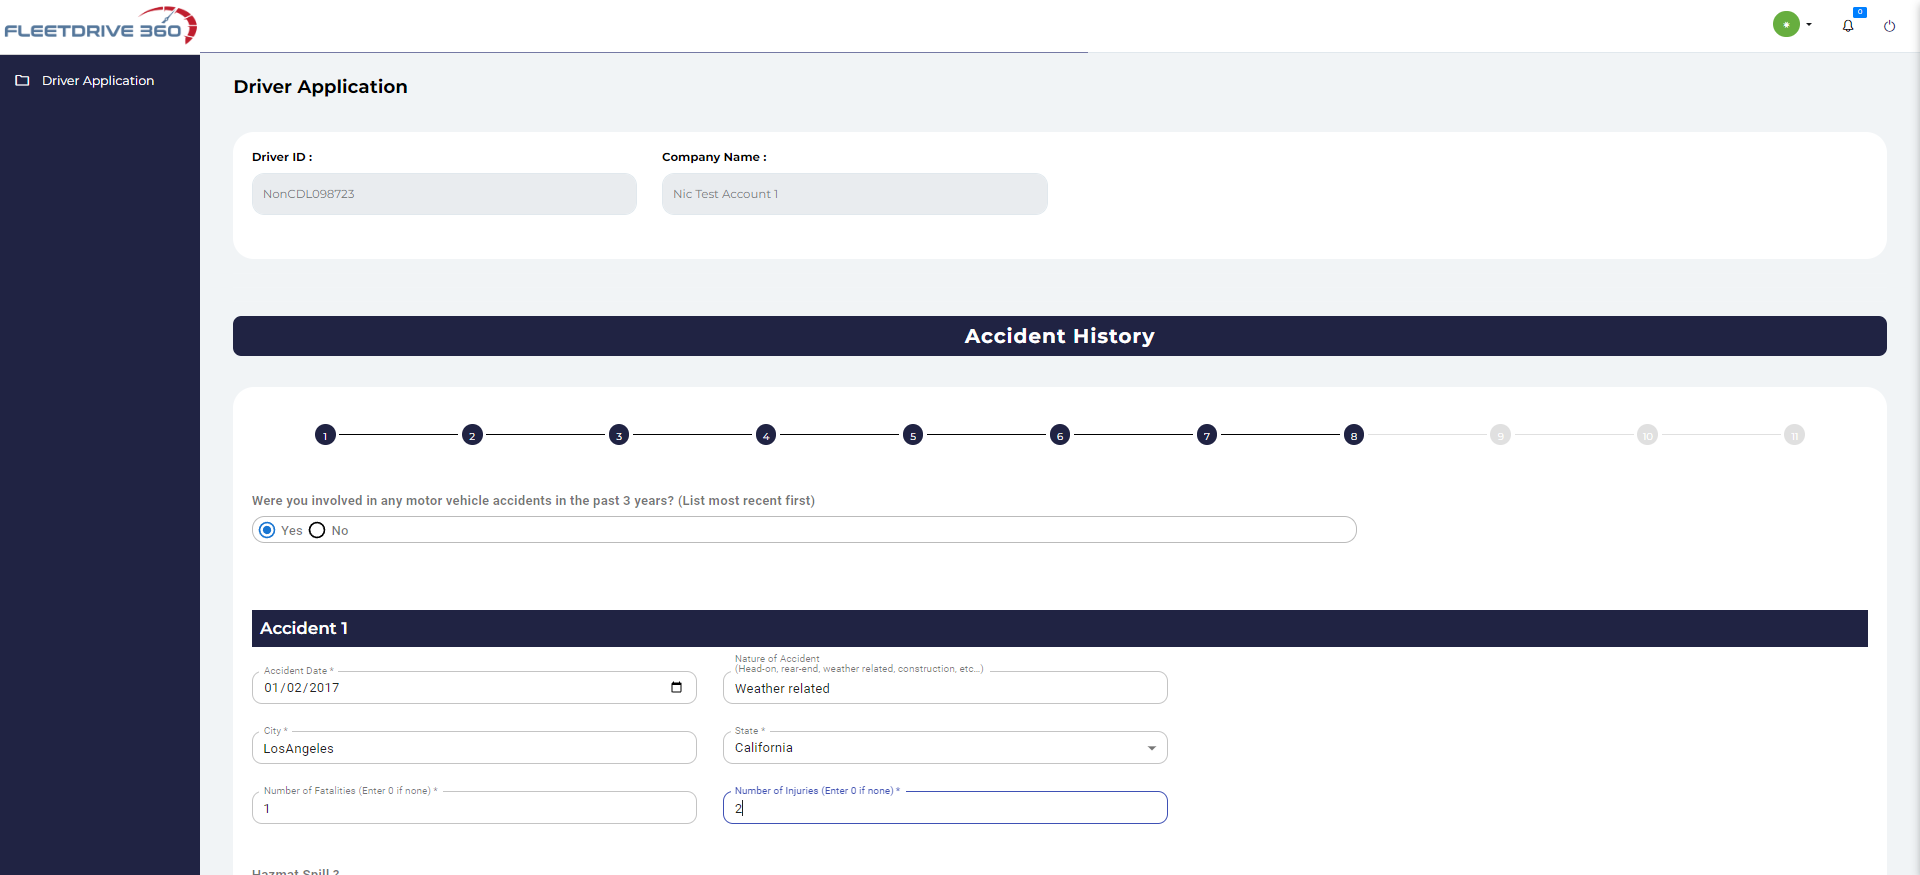 FLEETDRIVE 360
0
Driver Application
Driver Application
Driver ID :
Company Name :
NonCDL098723
Nic Test Account 1
Accident History
1 2 3 4 5 6 7 8 9 10 11
Were you involved in any motor vehicle accidents in the past 3 years? (List most recent first)
Yes No
Accident 1
Accident Date *
01/02/2017
Nature of Accident
(Head-on, rear-end, weather related, construction, etc...)
Weather related
City *
LosAngeles
State *
California
Number of Fatalities (Enter 0 if none) *
1
Number of Injuries (Enter 0 if none) *
2
Hazmat Spill ?